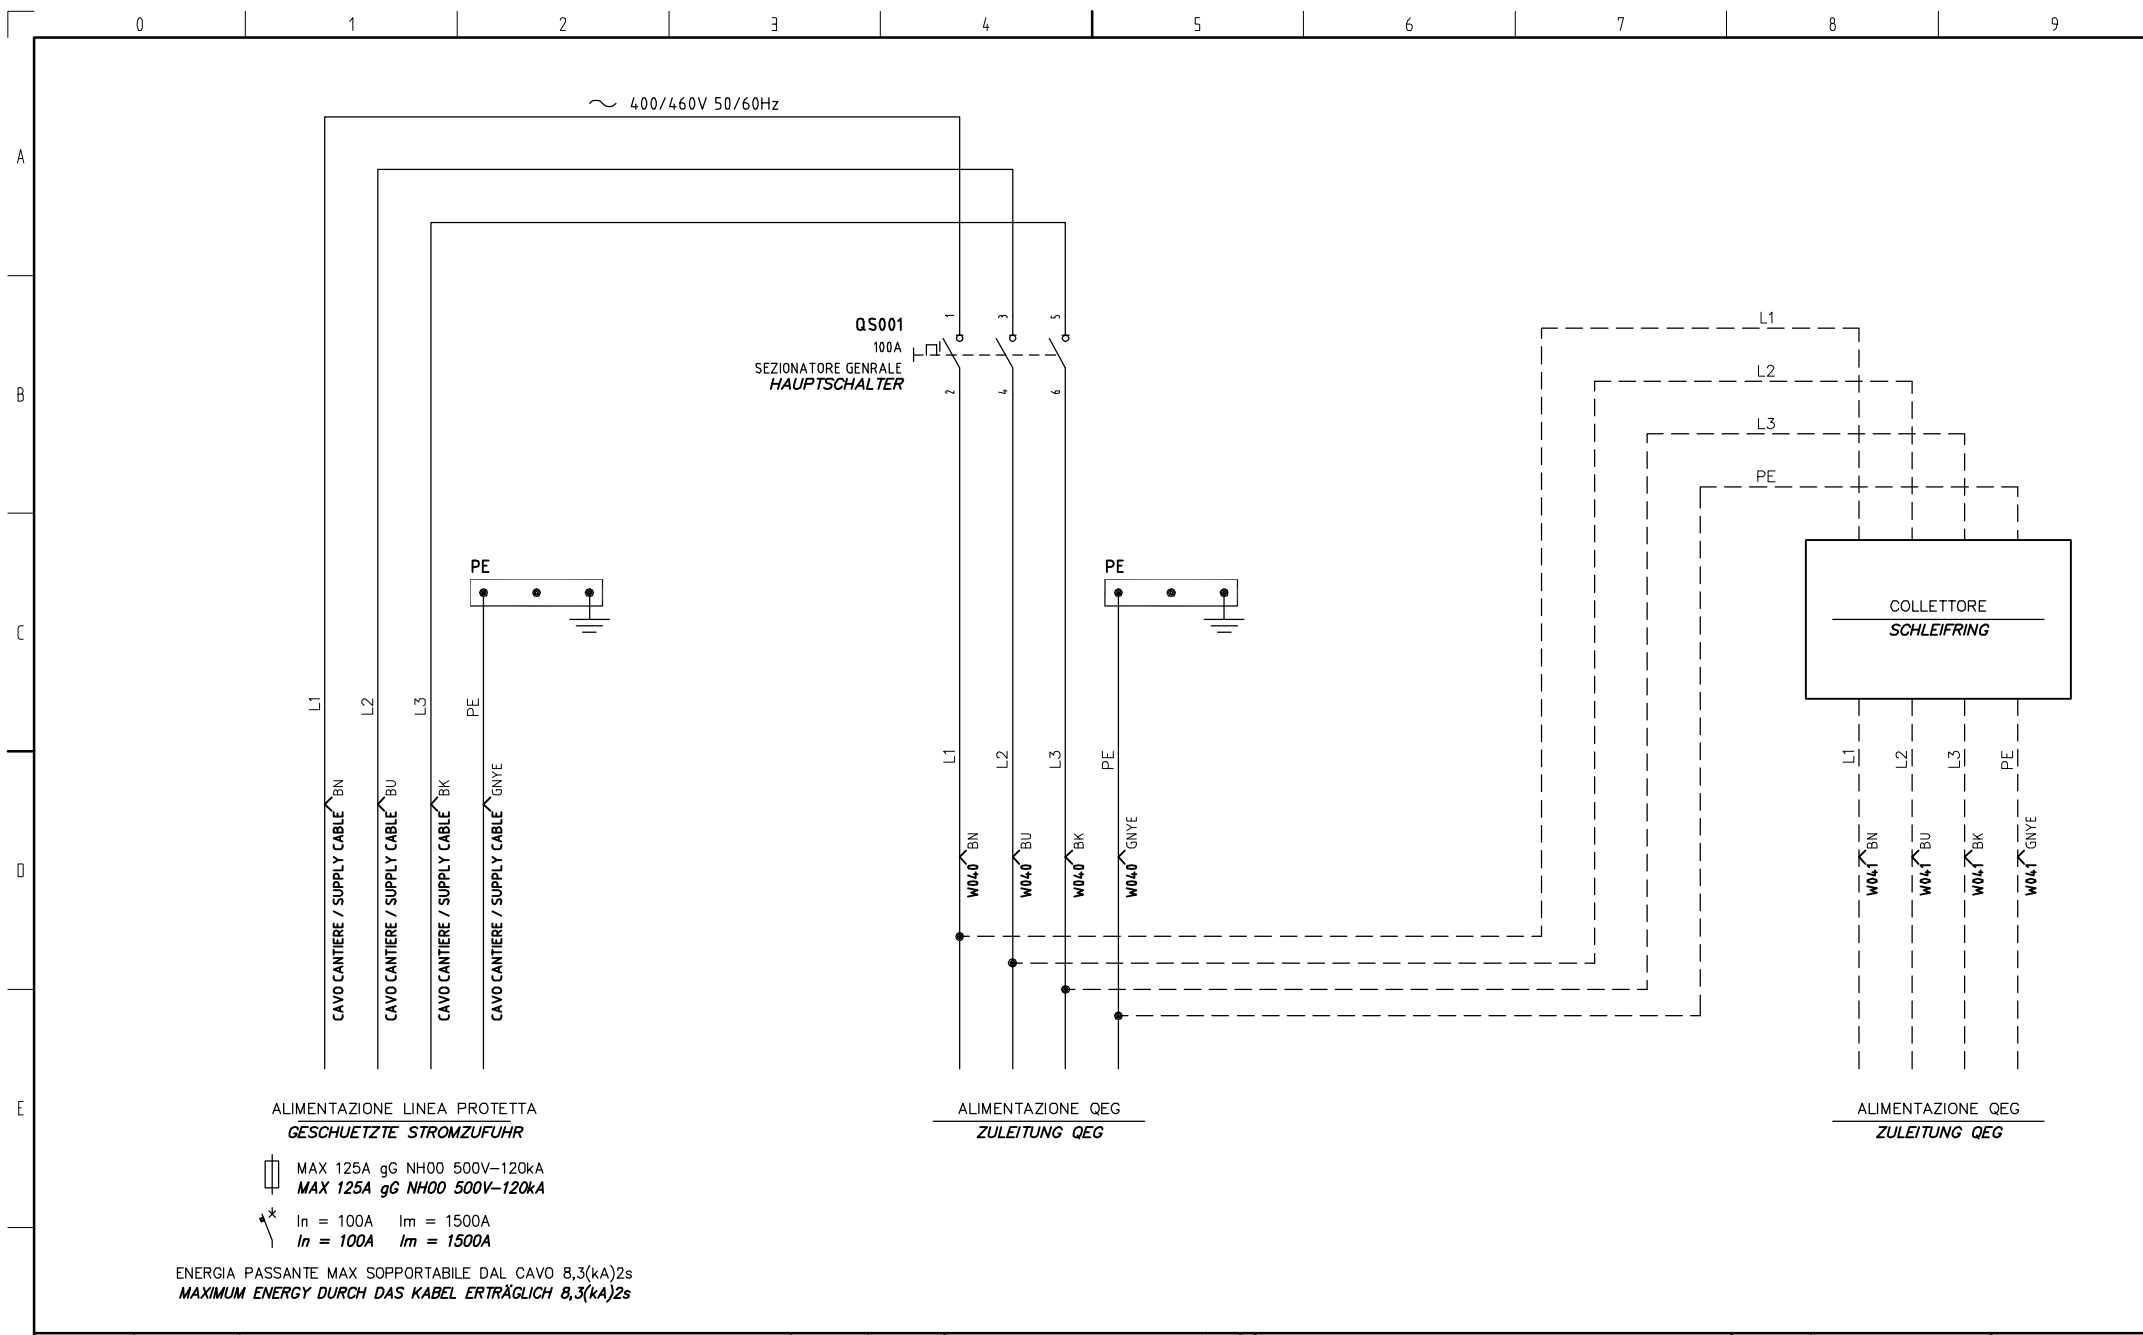 0 1 2 3 4 5 6 7 8 9
A
B
C
D
E
400/460V 50/60Hz
QS001
100A
SEZIONATORE GENRALE
HAUPTSCHALTER
1 3 5
2 4 6
L1
L2
L3
PE
PE
PE
COLLETTORE
SCHLEIFRING
L1 L2 L3 PE
BN BU BK GNYE
CAVO CANTIERE / SUPPLY CABLE
CAVO CANTIERE / SUPPLY CABLE
CAVO CANTIERE / SUPPLY CABLE
CAVO CANTIERE / SUPPLY CABLE
L1 L2 L3 PE
BN BU BK GNYE
W040 W040 W040 W040
L1 L2 L3 PE
BN BU BK GNYE
W041 W041 W041 W041
ALIMENTAZIONE LINEA PROTETTA
GESCHUETZTE STROMZUFUHR
MAX 125A gG NH00 500V-120kA
MAX 125A gG NH00 500V-120kA
In = 100A Im = 1500A
In = 100A Im = 1500A
ENERGIA PASSANTE MAX SOPPORTABILE DAL CAVO 8,3(kA)2s
MAXIMUM ENERGY DURCH DAS KABEL ERTRÄGLICH 8,3(kA)2s
ALIMENTAZIONE QEG
ZULEITUNG QEG
ALIMENTAZIONE QEG
ZULEITUNG QEG